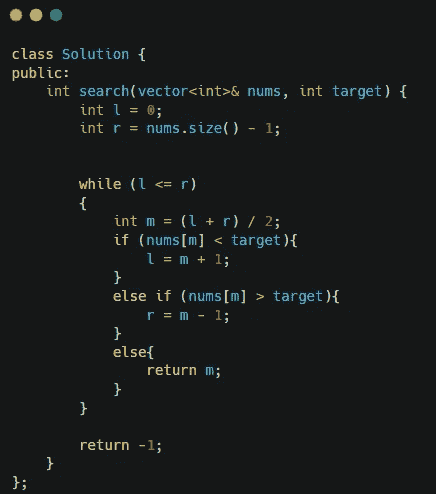 class Solution {
public:
    int search(vector<int>& nums, int target) {
        int l = 0;
        int r = nums.size() - 1;


        while (l <= r)
        {
            int m = (l + r) / 2;
            if (nums[m] < target){
                l = m + 1;
            }
            else if (nums[m] > target){
                r = m - 1;
            }
            else{
                return m;
            }
        }

        return -1;
    }
};